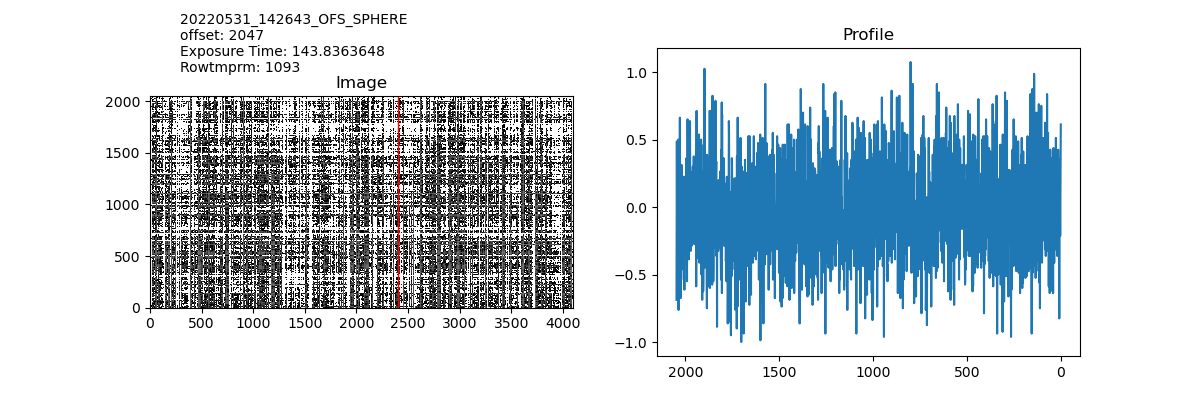 20220531_142643_OFS_SPHERE
offset: 2047
Exposure Time: 143.8363648
Rowtmprm: 1093
Image
2000
1500
1000
500
0
0 500 1000 1500 2000 2500 3000 3500 4000
Profile
1.0
0.5
0.0
−0.5
−1.0
2000 1500 1000 500 0